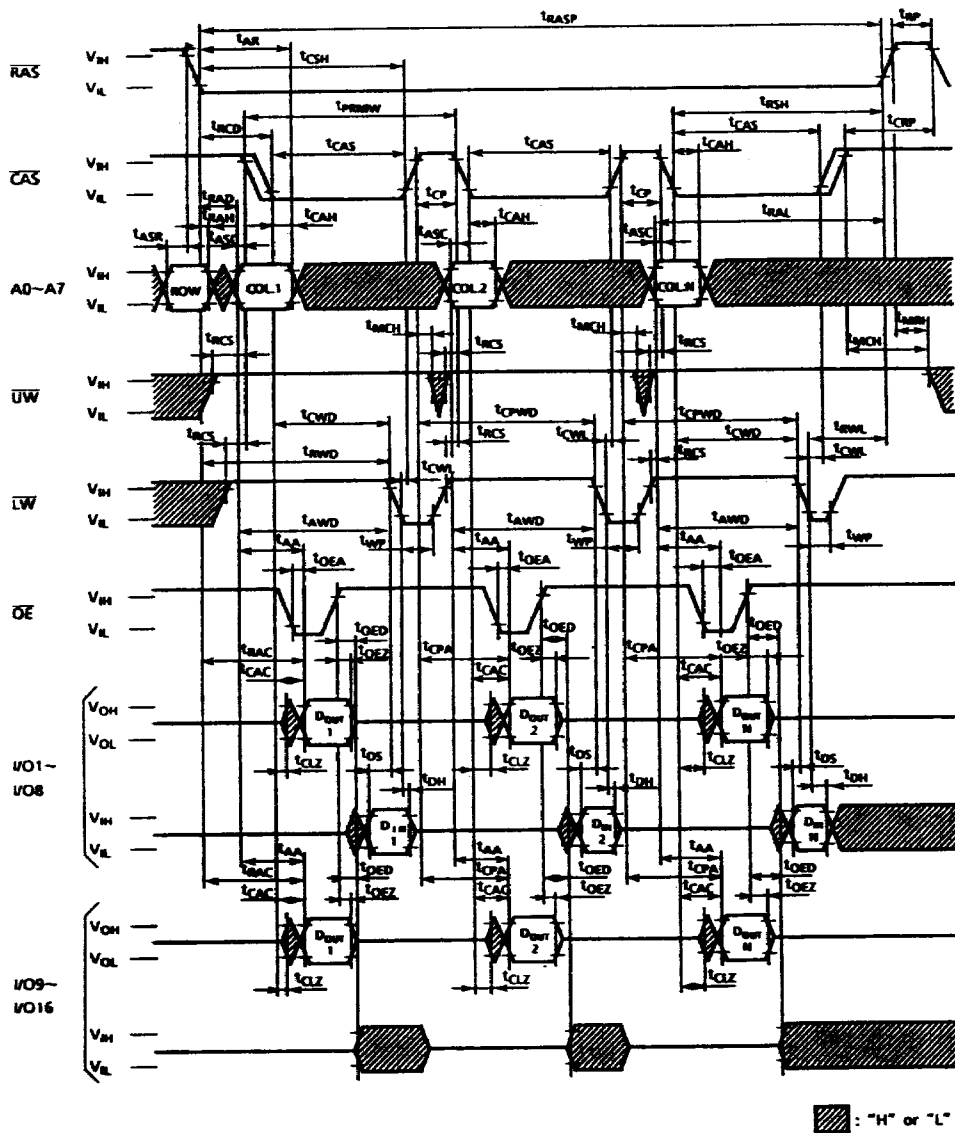 tRASP tRP
tAR
tCSH
RAS VIH
VIL
tPRMW tRSH
tRCD tCAS tCAS tCAS tCRP
tCAH
CAS VIH
VIL
tRAD tCP tCP
tRAH tCAH tCAH tRAL
tASR tASC tASC tASC
A0~A7 VIH
VIL
ROW COL.1 COL.2 COL.N
tMCH tMCH tMRH
tRCS tRCS tRCS tMCH
UW VIH
VIL
tCWD tCPWD tCPWD
tRCS tRCS tCWL tCWD tRWL
tRWD tCWL tRCS tCWL
LW VIH
VIL
tAWD tAWD tAWD
tAA tWP tAA tWP tAA tWP
tOEA tOEA tOEA
OE VIH
VIL
tOED tOED tOED
tRAC tOEZ tCPA tOEZ tCPA tOEZ
tCAC tCAC tCAC
VOH
VOL
DOUT 1 DOUT 2 DOUT N
tCLZ tDS tCLZ tDS tCLZ tDS
tDH tDH tDH
I/O1~
I/O8
VIH
VIL
DIN 1 DIN 2 DIN N
tAA tAA tAA
tRAC tOED tCPA tOED tCPA tOED
tCAC tOEZ tCAC tOEZ tCAC tOEZ
VOH
VOL
DOUT 1 DOUT 2 DOUT N
tCLZ tCLZ tCLZ
I/O9~
I/O16
VIH
VIL
: "H" or "L"